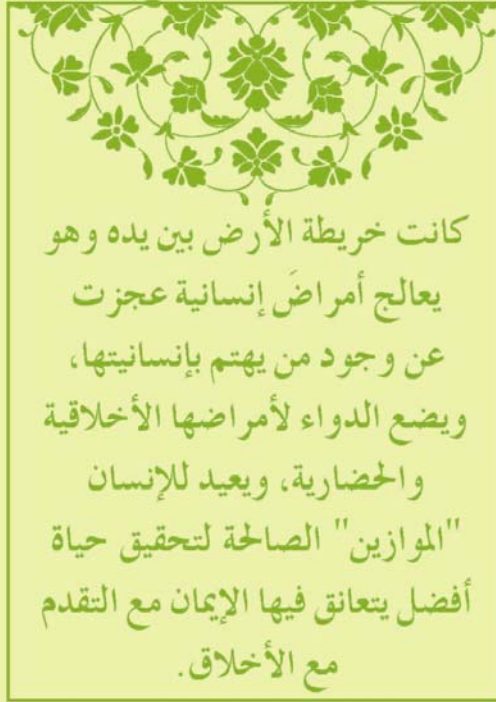 كانت خريطة الأرض بين يده وهو
يعالج أمراضَ إنسانية عجزت
عن وجود من يهتم بإنسانيتها،
ويضع الدواء لأمراضها الأخلاقية
والحضارية، ويعيد للإنسان
"الموازين" الصالحة لتحقيق حياة
أفضل يتعانق فيها الإيمان مع التقدم
مع الأخلاق.